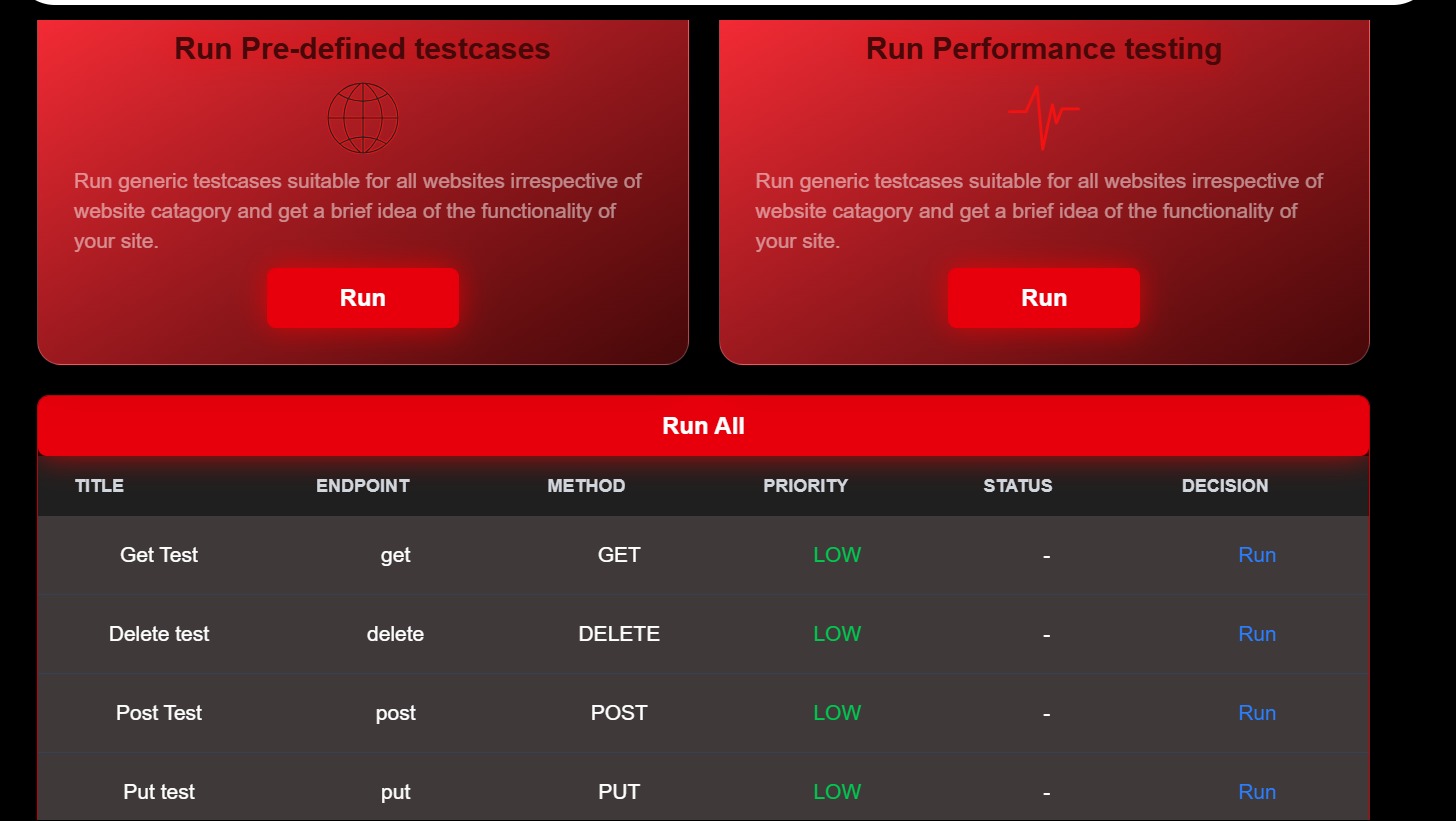 Run Pre-defined testcases
Run generic testcases suitable for all websites irrespective of
website catagory and get a brief idea of the functionality of
your site.
Run
Run Performance testing
Run generic testcases suitable for all websites irrespective of
website catagory and get a brief idea of the functionality of
your site.
Run
Run All
TITLE ENDPOINT METHOD PRIORITY STATUS DECISION
Get Test get GET LOW - Run
Delete test delete DELETE LOW - Run
Post Test post POST LOW - Run
Put test put PUT LOW - Run